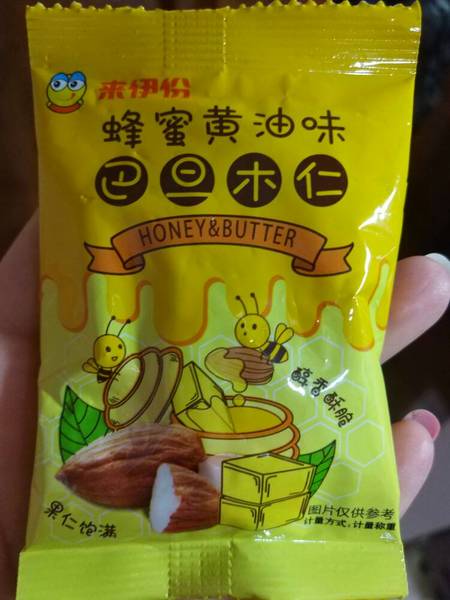 来伊份
蜂蜜黄油味
巴旦木仁
HONEY&BUTTER
醇香酥脆
果仁饱满
图片仅供参考
计量方式:计量称重